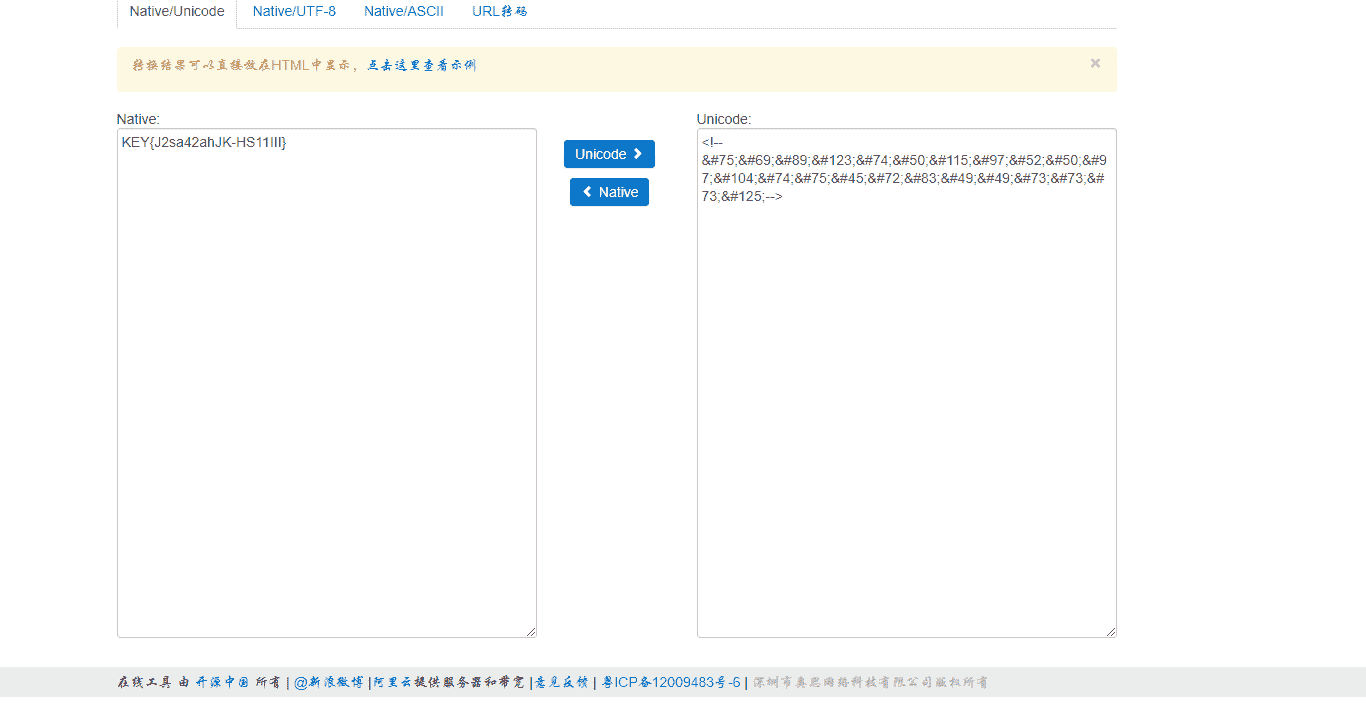 Native/Unicode Native/UTF-8 Native/ASCII URL转码
转换结果可以直接放在HTML中显示，点击这里查看示例 ×
Native: Unicode:
KEY{J2sa42ahJK-HS11III}
Unicode
Native
<!--
&#75;&#69;&#89;&#123;&#74;&#50;&#115;&#97;&#52;&#50;&#9
7;&#104;&#74;&#75;&#45;&#72;&#83;&#49;&#49;&#73;&#73;&#
73;&#125;-->
在线工具 由 开源中国 所有 | @新浪微博 |阿里云提供服务器和带宽 |意见反馈 | 粤ICP备12009483号-6 | 深圳市奥思网络科技有限公司版权所有